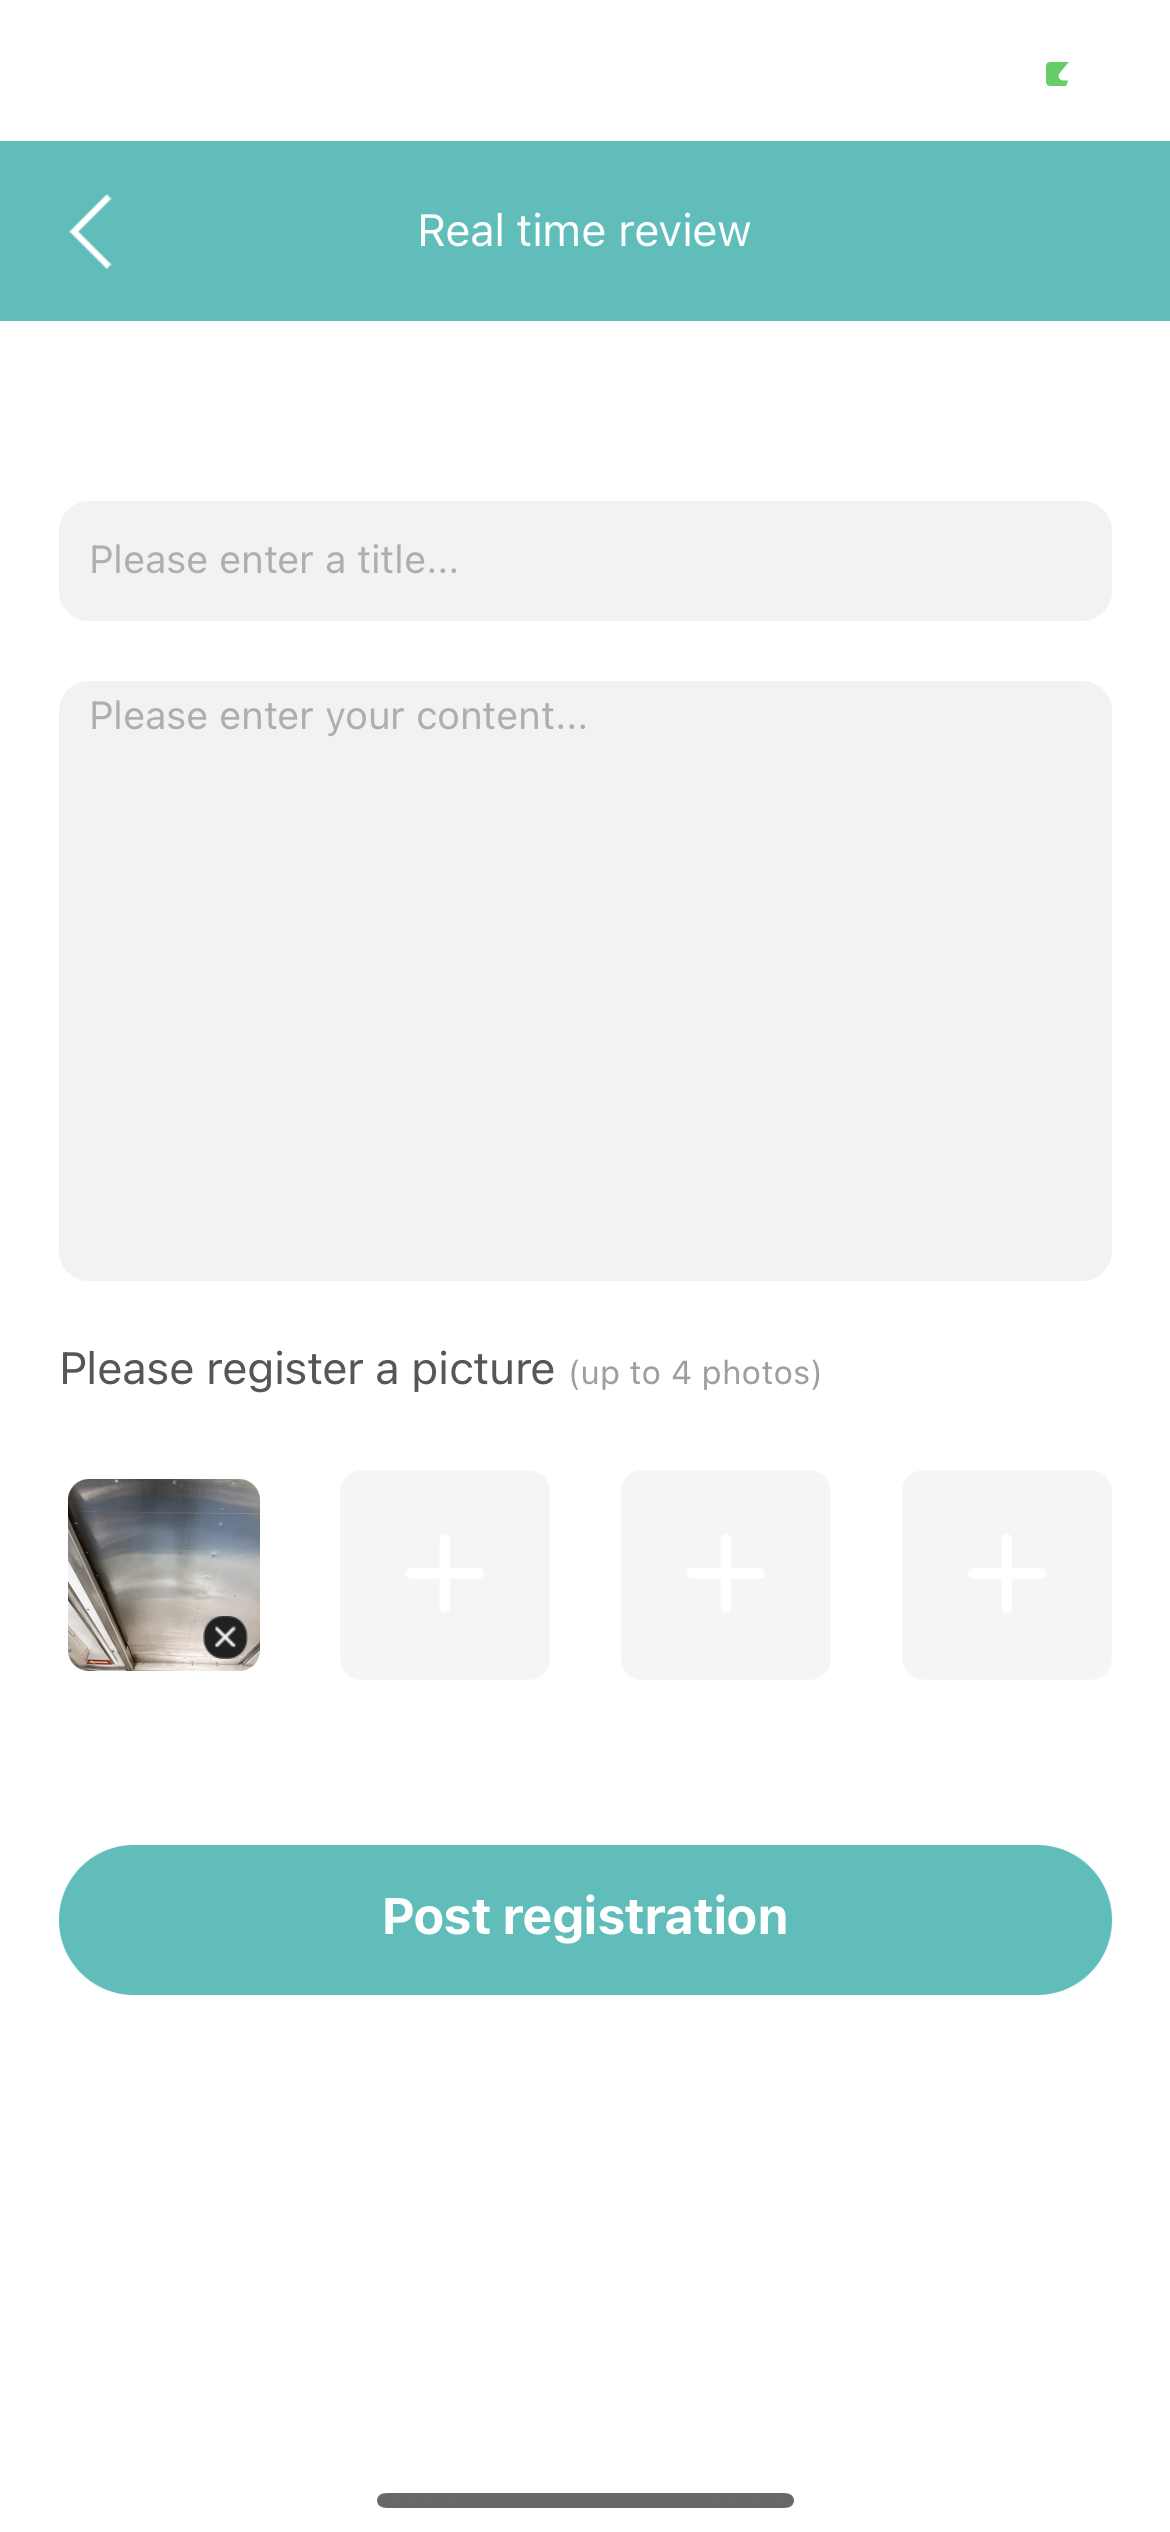 Real time review
Please enter a title...
Please enter your content...
Please register a picture (up to 4 photos)
Post registration